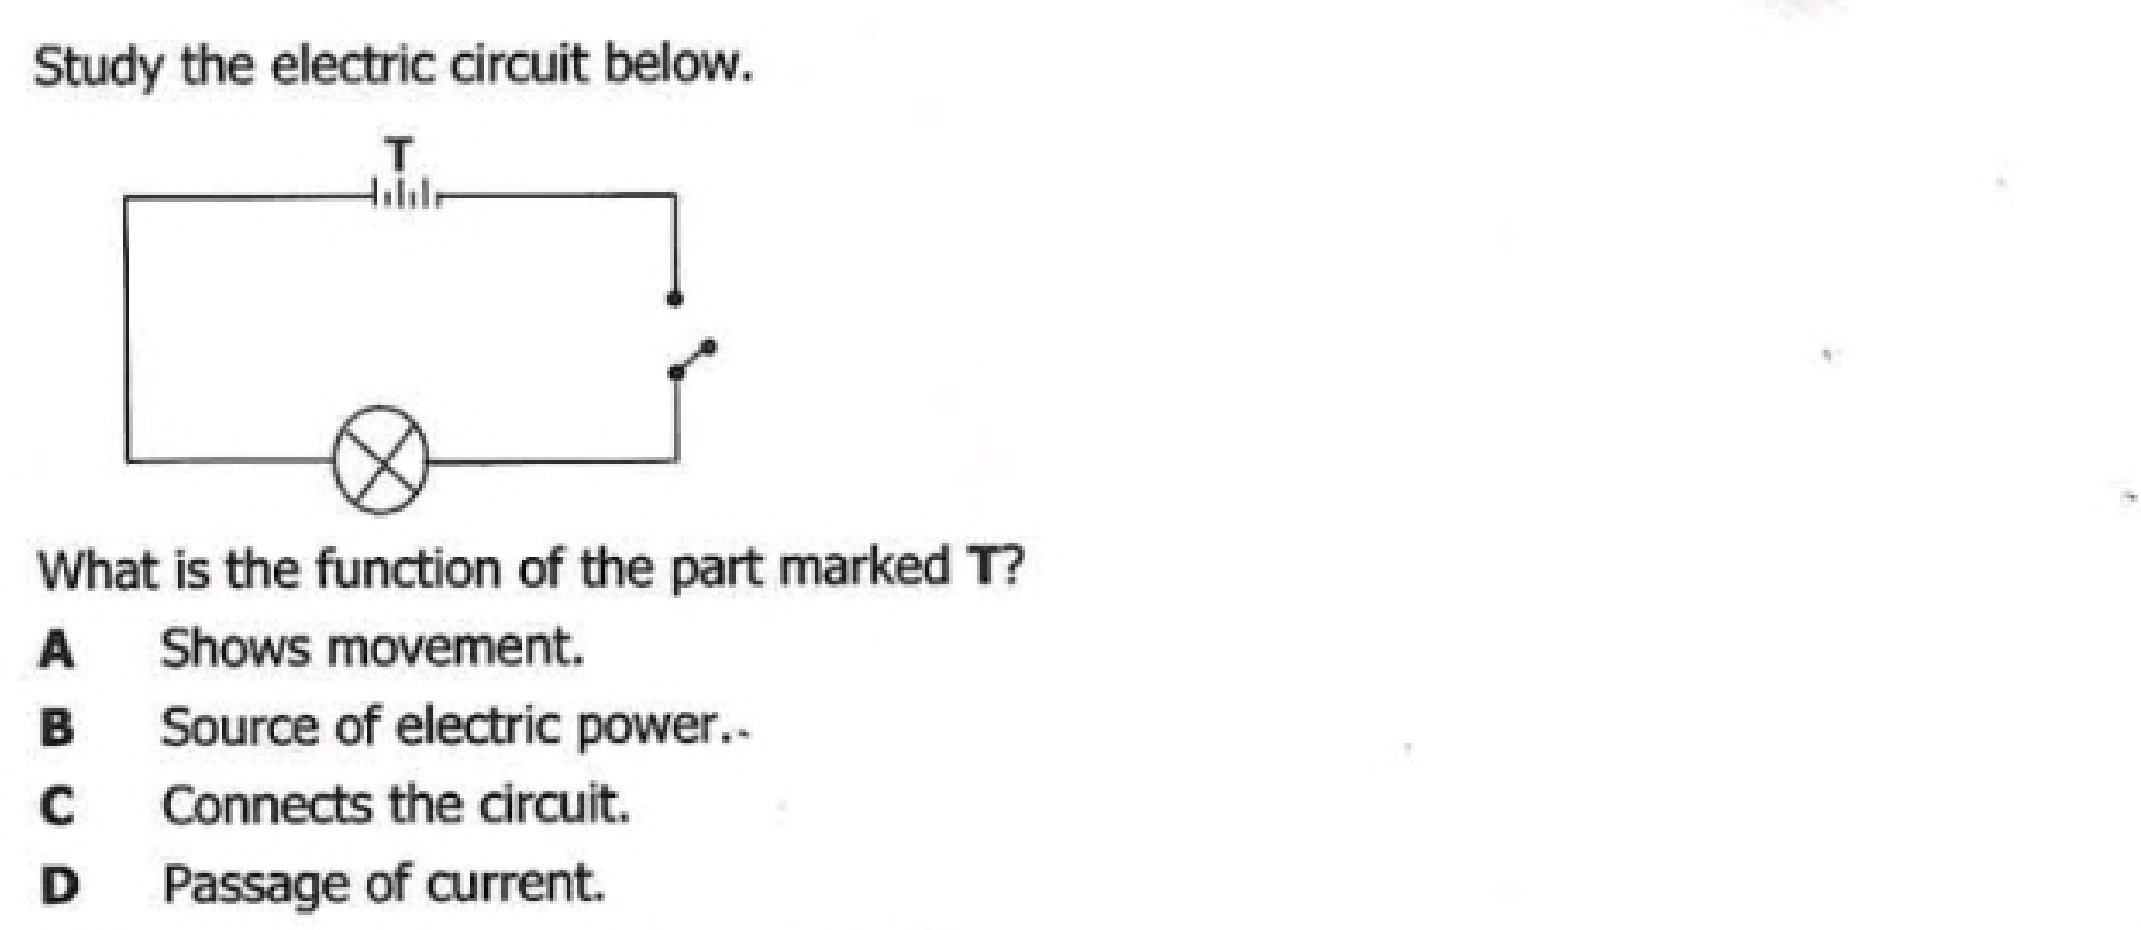 Study the electric circuit below.
T
What is the function of the part marked T?
A Shows movement.
B Source of electric power.
C Connects the circuit.
D Passage of current.